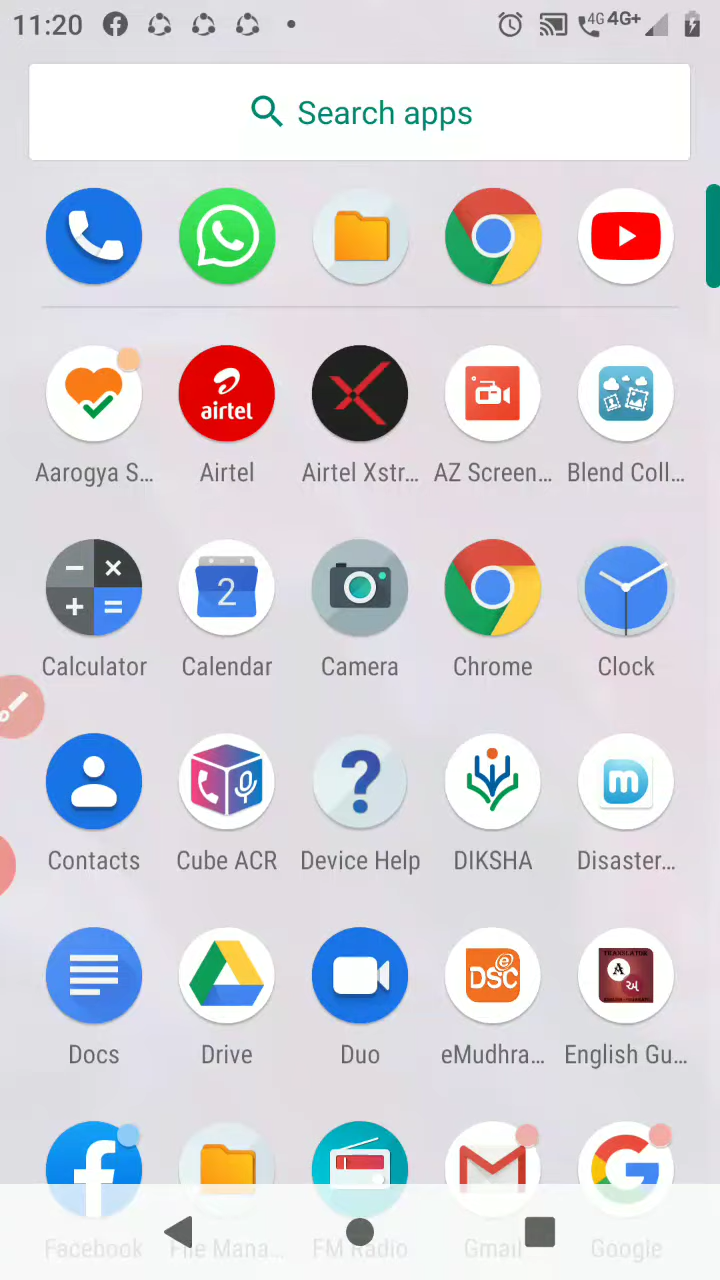 11:20
4G 4G+
Search apps
airtel
Aarogya S... Airtel Airtel Xstr... AZ Screen... Blend Coll...
2
Calculator Calendar Camera Chrome Clock
m
Contacts Cube ACR Device Help DIKSHA Disaster...
e
DSC
TRANSLATOR
A
અ
Docs Drive Duo eMudhra... English Gu...
Facebook File Mana... FM Radio Gmail Google